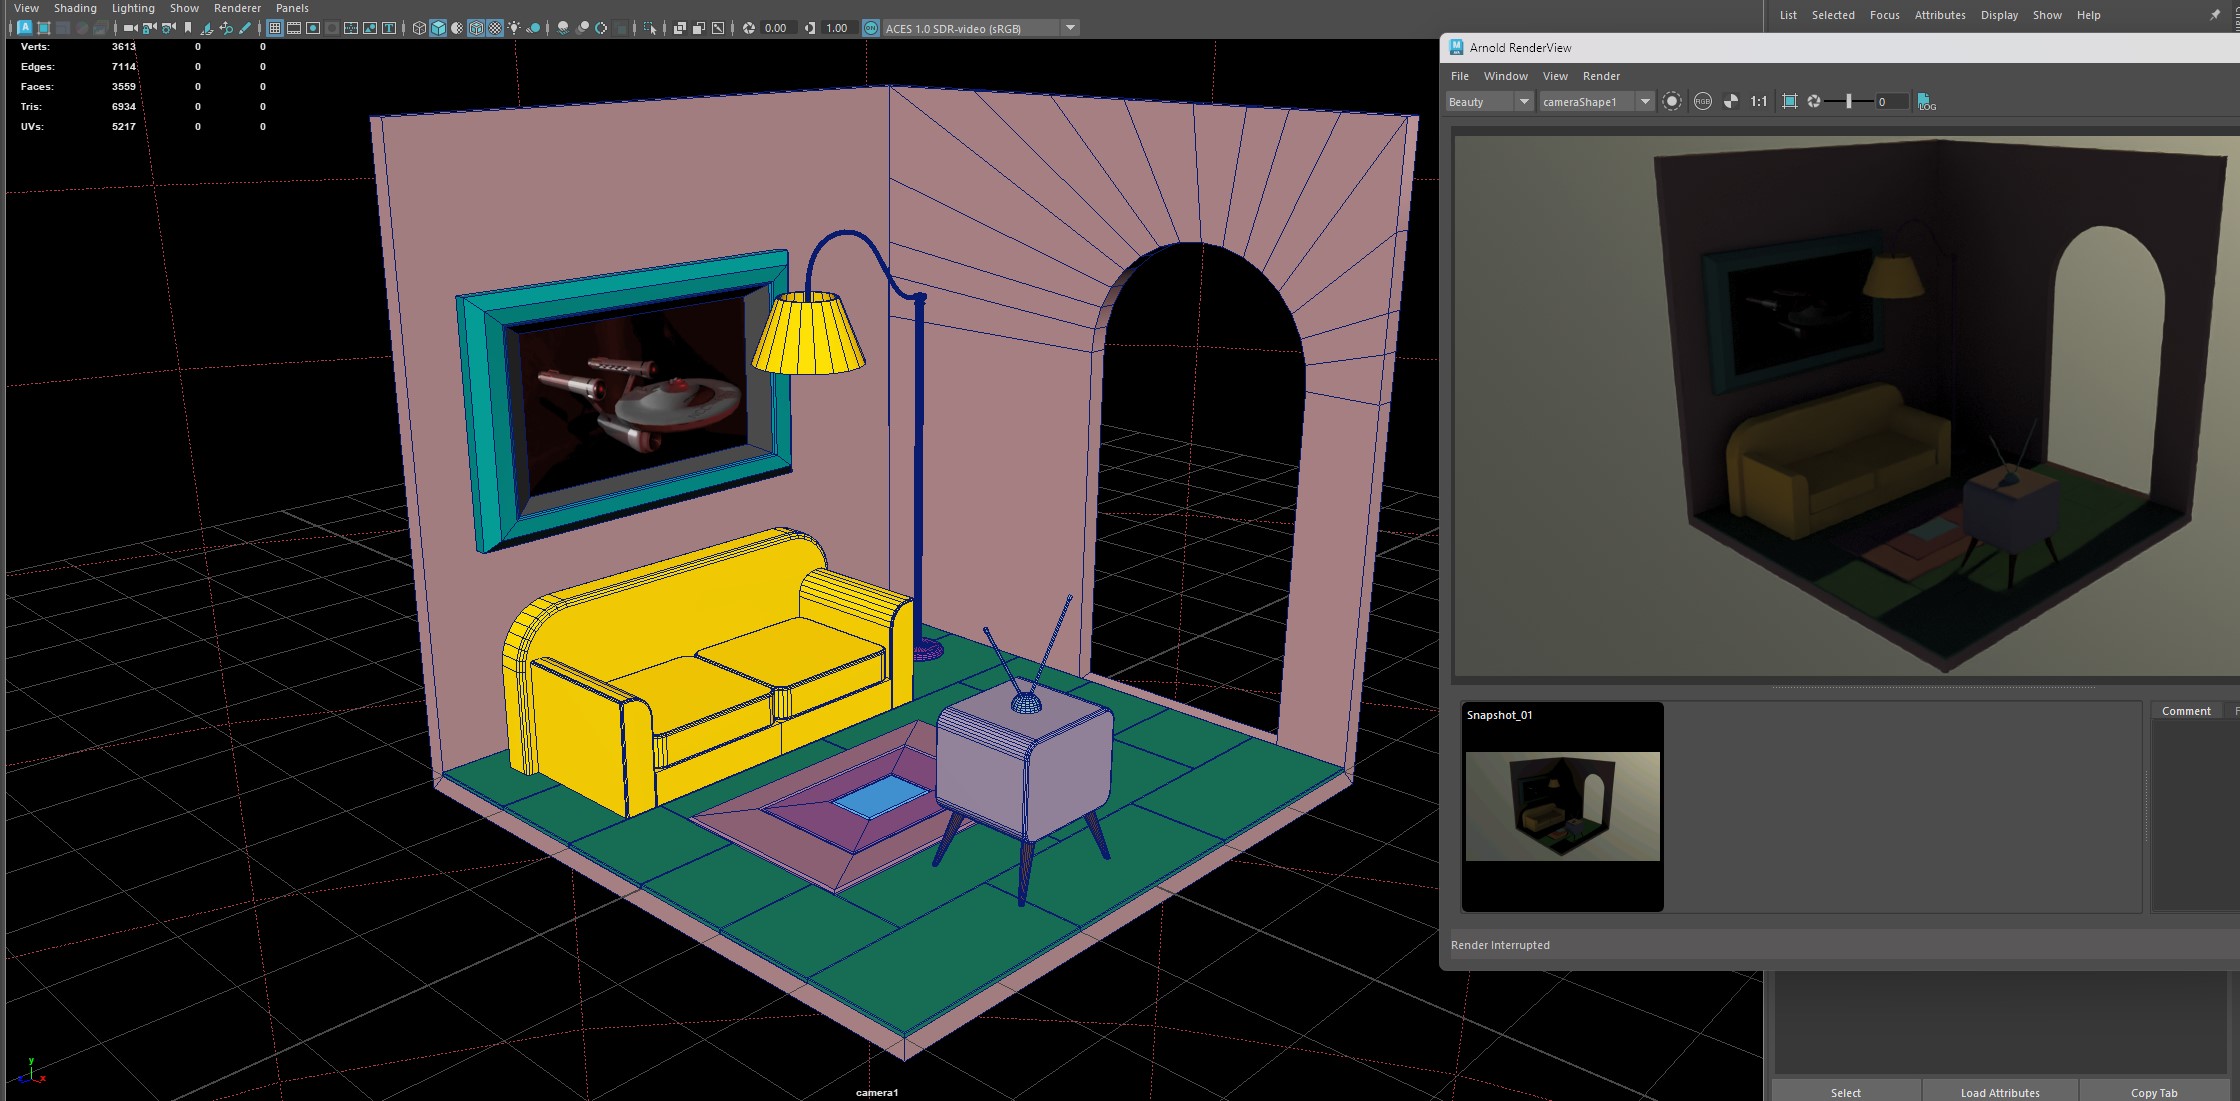 View Shading Lighting Show Renderer Panels
0.00 1.00 ON ACES 1.0 SDR-video (sRGB)
Verts: 3613 0 0
Edges: 7114 0 0
Faces: 3559 0 0
Tris: 6934 0 0
UVs: 5217 0 0
y
x
camera1
List Selected Focus Attributes Display Show Help
Arnold RenderView
File Window View Render
Beauty cameraShape1 RGB 1:1 0 LOG
Snapshot_01
Comment F
Render Interrupted
Select Load Attributes Copy Tab